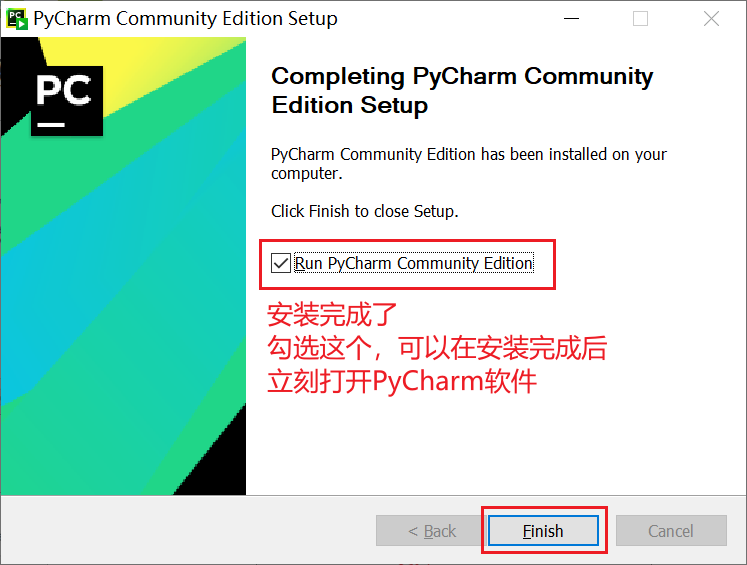 PyCharm Community Edition Setup
PC
Completing PyCharm Community
Edition Setup
PyCharm Community Edition has been installed on your
computer.
Click Finish to close Setup.
Run PyCharm Community Edition
安装完成了
勾选这个，可以在安装完成后
立刻打开PyCharm软件
< Back
Finish
Cancel